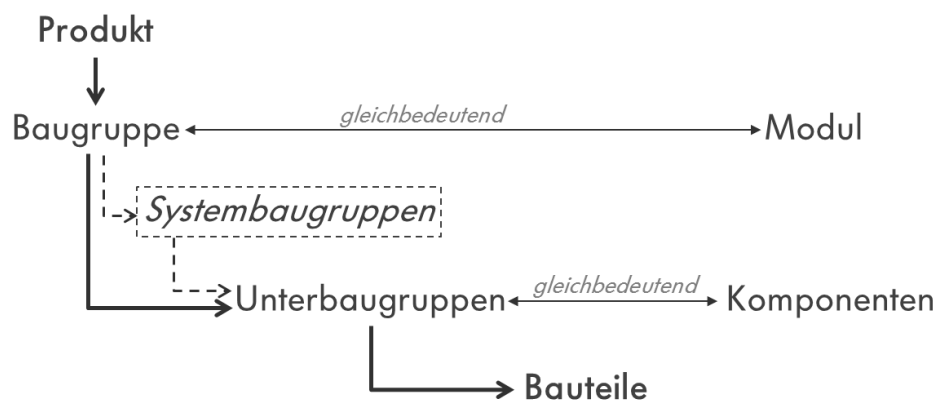 Produkt
gleichbedeutend
Baugruppe Modul
Systembaugruppen
gleichbedeutend
Unterbaugruppen Komponenten
Bauteile